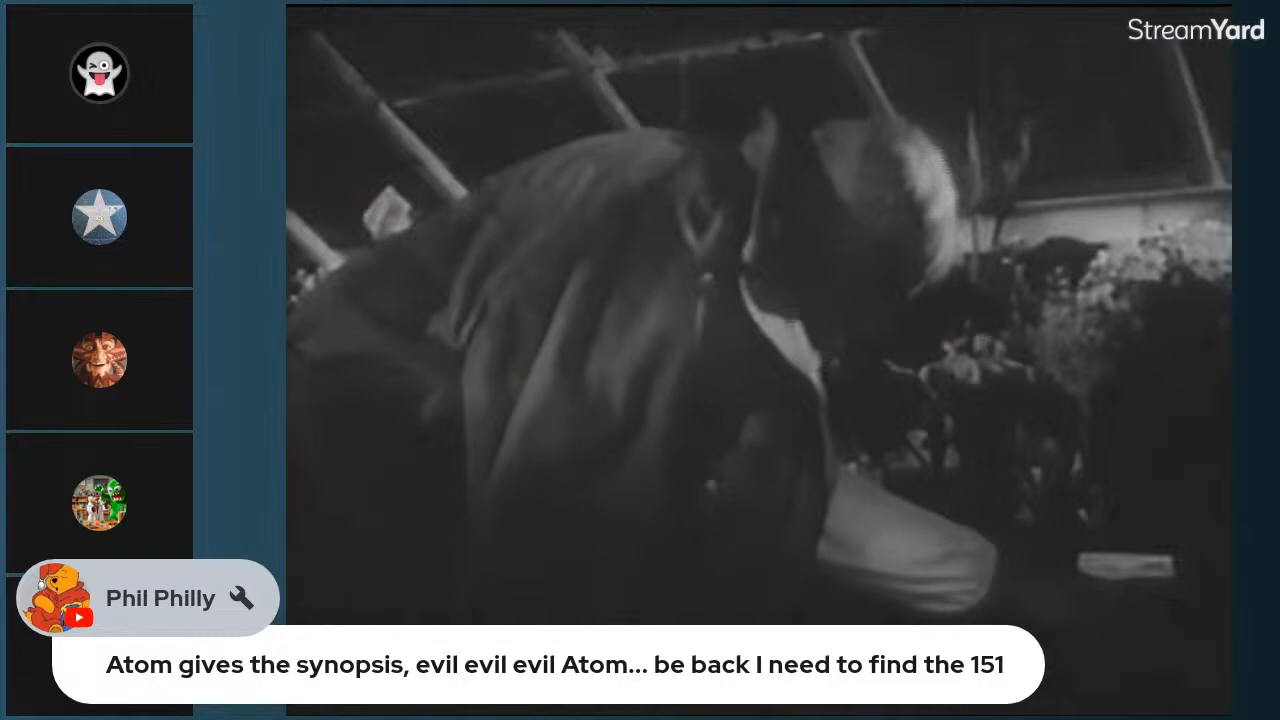 StreamYard
Phil Philly
Atom gives the synopsis, evil evil evil Atom... be back I need to find the 151